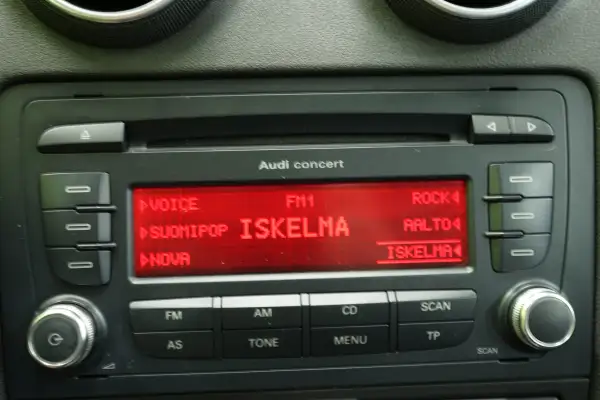 Audi concert
VOICE FM1 ROCK
SUOMIPOP ISKELMA AALTO
NOVA ISKELMA
FM AM CD SCAN
AS TONE MENU TP
SCAN